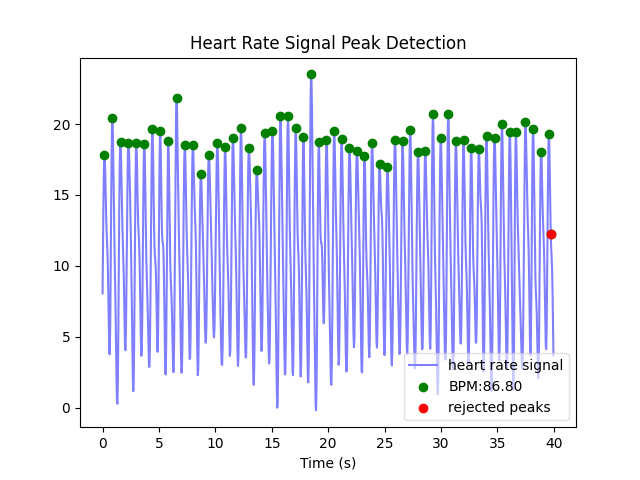 Heart Rate Signal Peak Detection
20
15
10
5
0
heart rate signal
BPM:86.80
rejected peaks
0 5 10 15 20 25 30 35 40
Time (s)